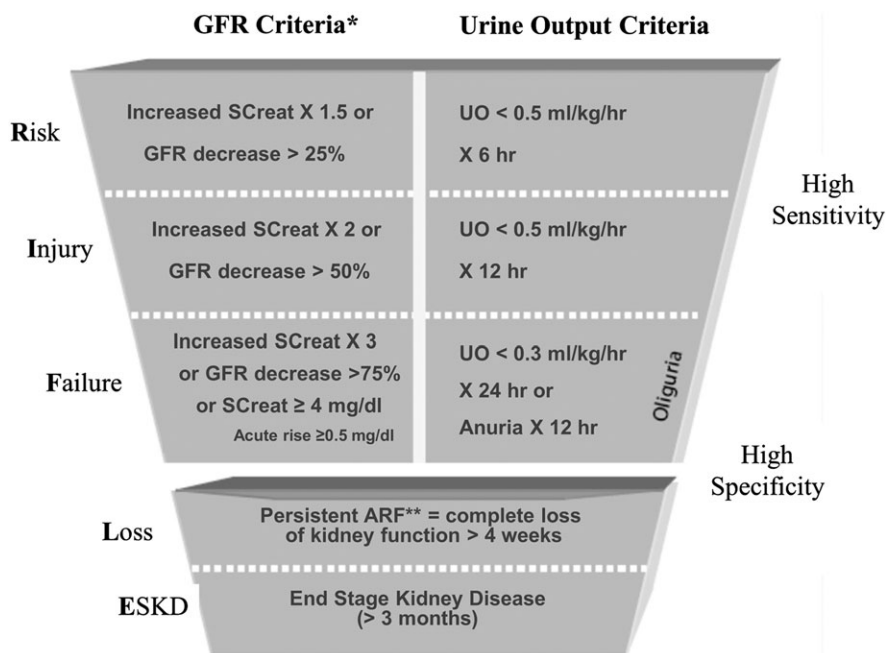 GFR Criteria*
Urine Output Criteria
Risk
Increased SCreat X 1.5 or
GFR decrease > 25%
UO < 0.5 ml/kg/hr
X 6 hr
High
Sensitivity
Injury
Increased SCreat X 2 or
GFR decrease > 50%
UO < 0.5 ml/kg/hr
X 12 hr
Failure
Increased SCreat X 3
or GFR decrease >75%
or SCreat ≥ 4 mg/dl
Acute rise ≥0.5 mg/dl
UO < 0.3 ml/kg/hr
X 24 hr or
Anuria X 12 hr
Oliguria
High
Specificity
Loss
Persistent ARF** = complete loss
of kidney function > 4 weeks
ESKD
End Stage Kidney Disease
(> 3 months)